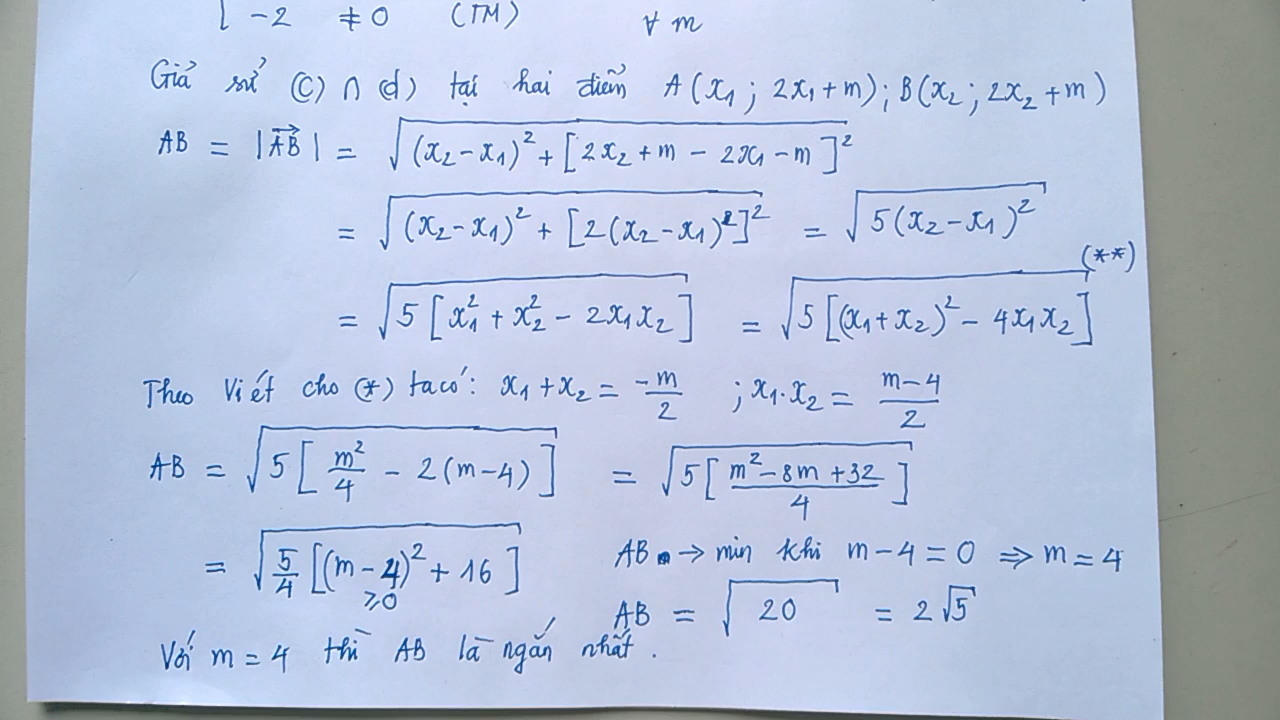 { -2 ≠ 0 (TM) ∀ m
Giả sử (C) ∩ (d) tại hai điểm A(x₁; 2x₁+m); B(x₂; 2x₂+m)
AB = |AB→| = √((x₂-x₁)² + [2x₂+m - 2x₁-m]²)
= √((x₂-x₁)² + [2(x₂-x₁)²]²) = √(5(x₂-x₁)²)
(**)
= √(5[x₁² + x₂² - 2x₁x₂]) = √(5[(x₁+x₂)² - 4x₁x₂])
Theo Viét cho (*) ta có: x₁+x₂ = -m/2 ; x₁.x₂ = (m-4)/2
AB = √(5[m²/4 - 2(m-4)]) = √(5[(m²-8m+32)/4])
= √(5/4[(m-4)²+16]) AB → min khi m-4=0 ⇒ m=4
≥0
AB = √20 = 2√5
Với m=4 thì AB là ngắn nhất.